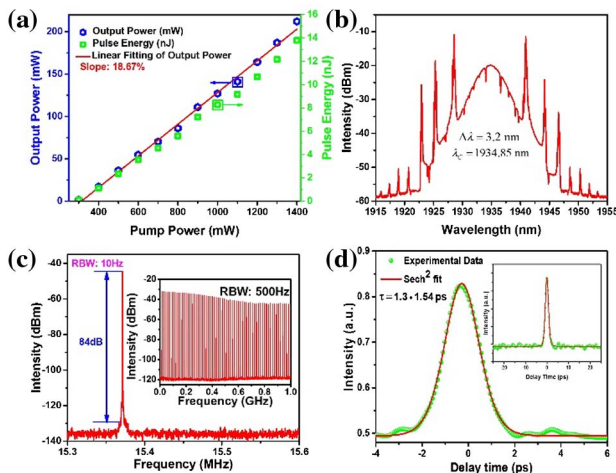 (a)
Output Power (mW)
Pulse Energy (nJ)
Linear Fitting of Output Power
Slope: 18.67%
Output Power (mW)
200
150
100
50
0
Pulse Energy (nJ)
16
14
12
10
8
6
4
2
0
400 600 800 1000 1200 1400
Pump Power (mW)
(b)
Intensity (dBm)
-10
-20
-30
-40
-50
-60
Δλ = 3,2 nm
λc = 1934,85 nm
1915 1920 1925 1930 1935 1940 1945 1950 1955
Wavelength (nm)
(c)
RBW: 10Hz
Intensity (dBm)
-40
-60
-80
-100
-120
-140
84dB
RBW: 500Hz
Intensity (dBm)
-20
-40
-60
-80
-100
-120
0.0 0.2 0.4 0.6 0.8 1.0
Frequency (GHz)
15.3 15.4 15.5 15.6
Frequency (MHz)
(d)
Experimental Data
Sech² fit
τ = 1.3 * 1.54 ps
Intensity (a.u.)
0.9
0.8
0.7
0.6
0.5
Intensity (a.u.)
Delay Time (ps)
-4 -2 0 2 4 6
Delay time (ps)